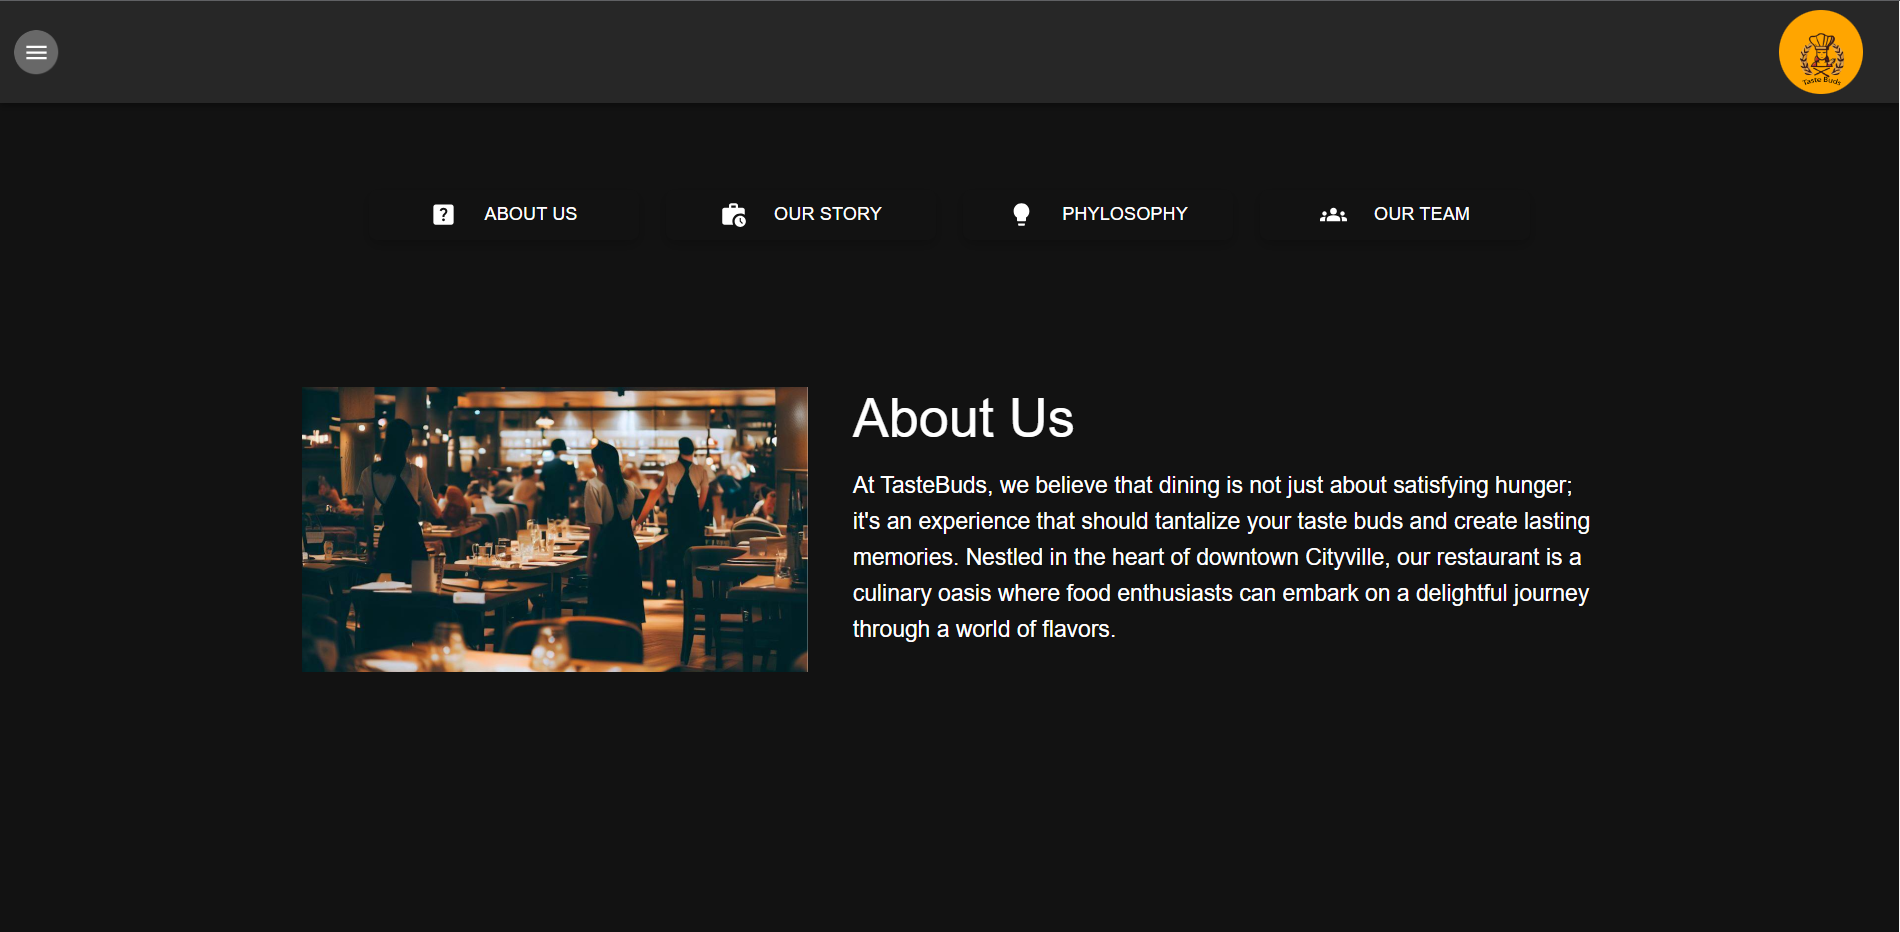 Taste Buds
ABOUT US
OUR STORY
PHYLOSOPHY
OUR TEAM
About Us
At TasteBuds, we believe that dining is not just about satisfying hunger;
it's an experience that should tantalize your taste buds and create lasting
memories. Nestled in the heart of downtown Cityville, our restaurant is a
culinary oasis where food enthusiasts can embark on a delightful journey
through a world of flavors.